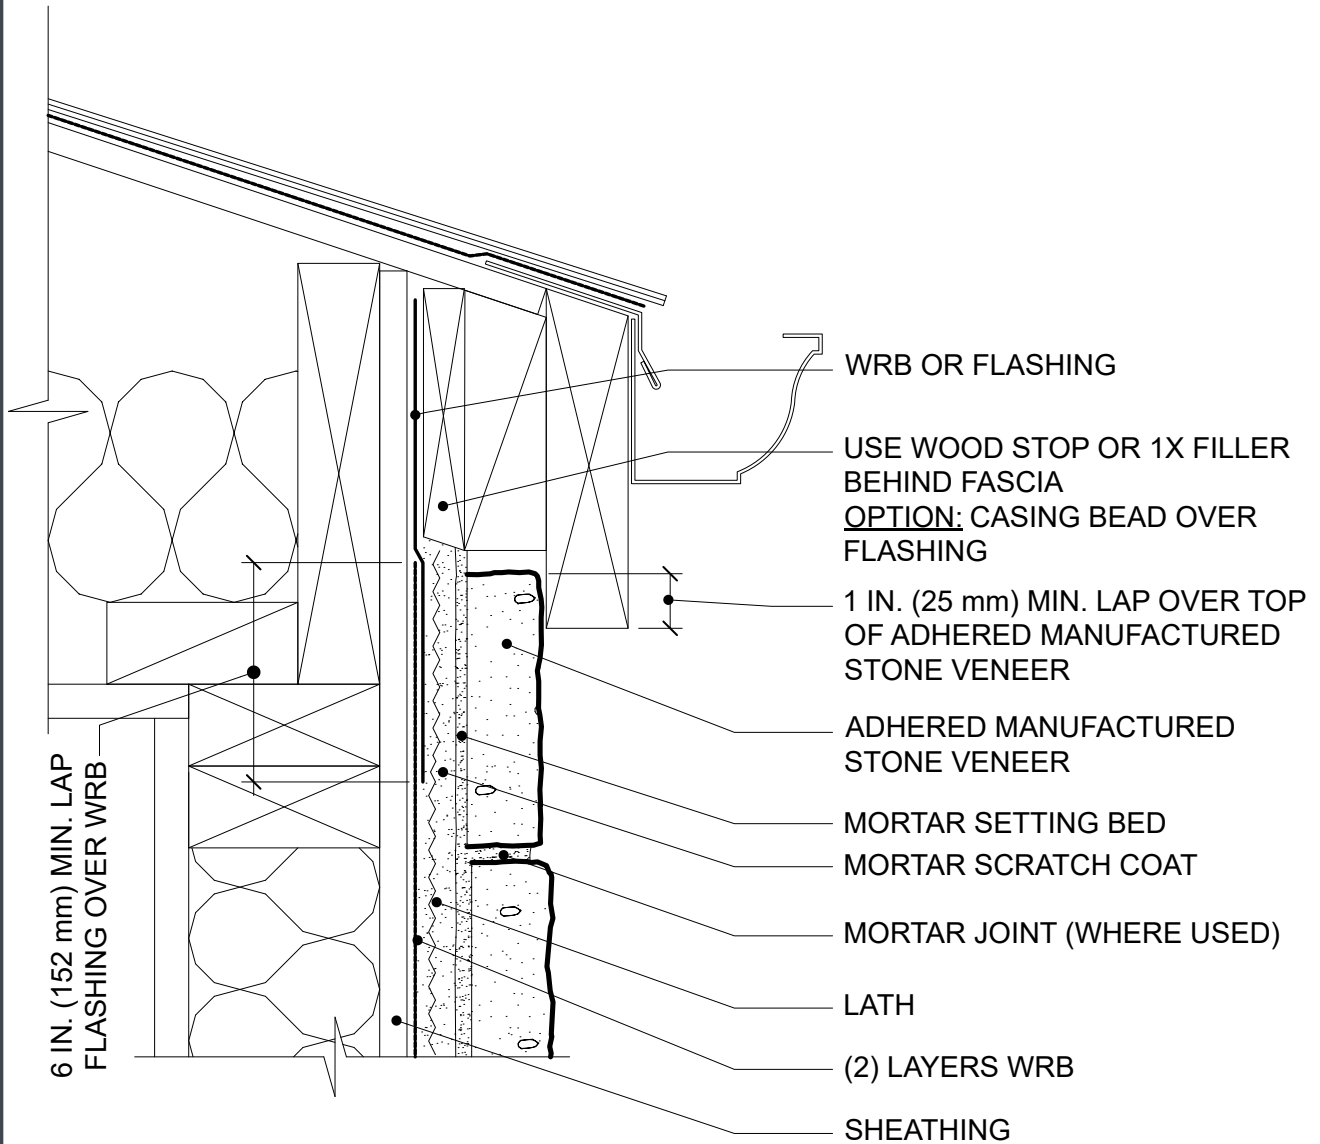 WRB OR FLASHING
USE WOOD STOP OR 1X FILLER
BEHIND FASCIA
OPTION: CASING BEAD OVER
FLASHING
1 IN. (25 mm) MIN. LAP OVER TOP
OF ADHERED MANUFACTURED
STONE VENEER
ADHERED MANUFACTURED
STONE VENEER
MORTAR SETTING BED
MORTAR SCRATCH COAT
MORTAR JOINT (WHERE USED)
LATH
(2) LAYERS WRB
SHEATHING
6 IN. (152 mm) MIN. LAP
FLASHING OVER WRB